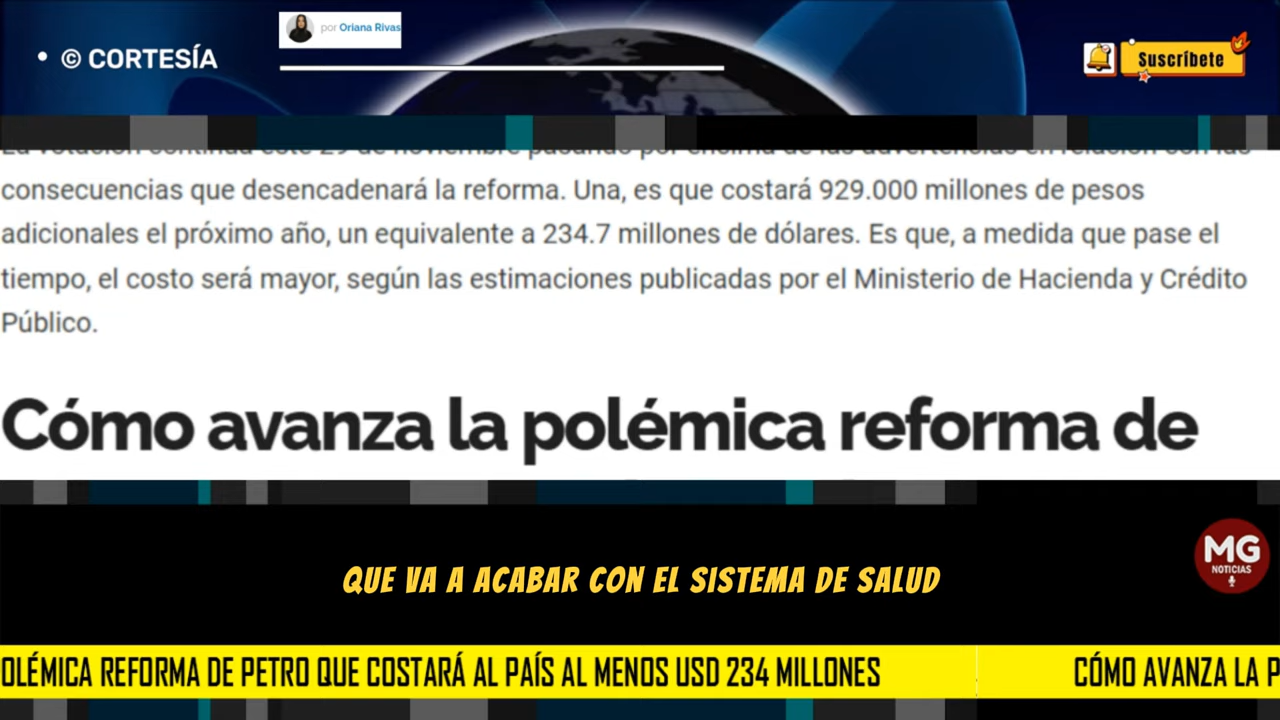 por Oriana Rivas
• © CORTESÍA
Suscríbete
consecuencias que desencadenará la reforma. Una, es que costará 929.000 millones de pesos
adicionales el próximo año, un equivalente a 234.7 millones de dólares. Es que, a medida que pase el
tiempo, el costo será mayor, según las estimaciones publicadas por el Ministerio de Hacienda y Crédito
Público.
Cómo avanza la polémica reforma de
MG
NOTICIAS
QUE VA A ACABAR CON EL SISTEMA DE SALUD
OLÉMICA REFORMA DE PETRO QUE COSTARÁ AL PAÍS AL MENOS USD 234 MILLONES
CÓMO AVANZA LA P